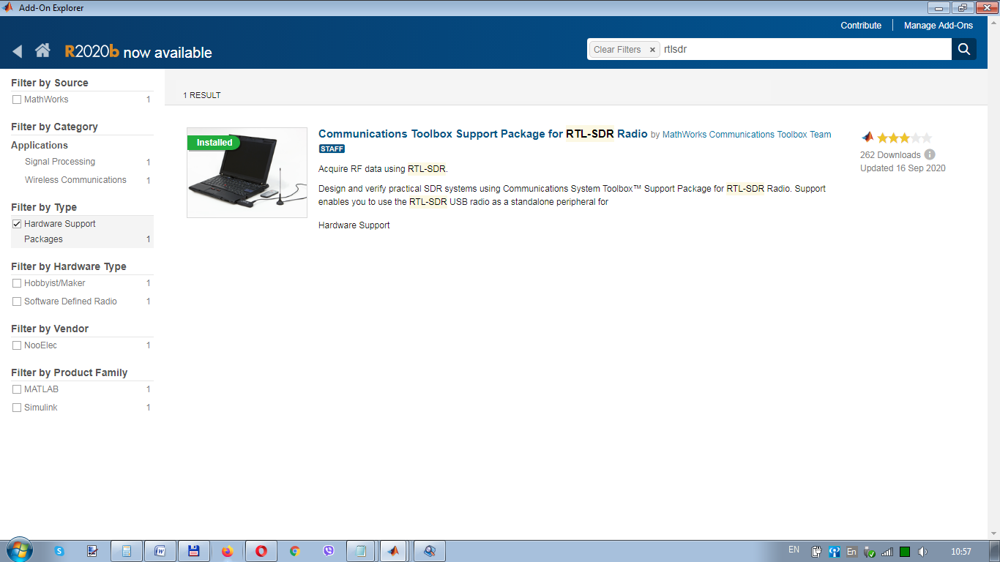 Add-On Explorer
Contribute
Manage Add-Ons
R2020b now available
Clear Filters × rtlsdr
Filter by Source
MathWorks 1
Filter by Category
Applications
Signal Processing 1
Wireless Communications 1
Filter by Type
Hardware Support
Packages 1
Filter by Hardware Type
Hobbyist/Maker 1
Software Defined Radio 1
Filter by Vendor
NooElec 1
Filter by Product Family
MATLAB 1
Simulink 1
1 RESULT
Installed
Communications Toolbox Support Package for RTL-SDR Radio by MathWorks Communications Toolbox Team
STAFF
Acquire RF data using RTL-SDR.
Design and verify practical SDR systems using Communications System Toolbox™ Support Package for RTL-SDR Radio. Support
enables you to use the RTL-SDR USB radio as a standalone peripheral for
Hardware Support
262 Downloads i
Updated 16 Sep 2020
EN
En
10:57